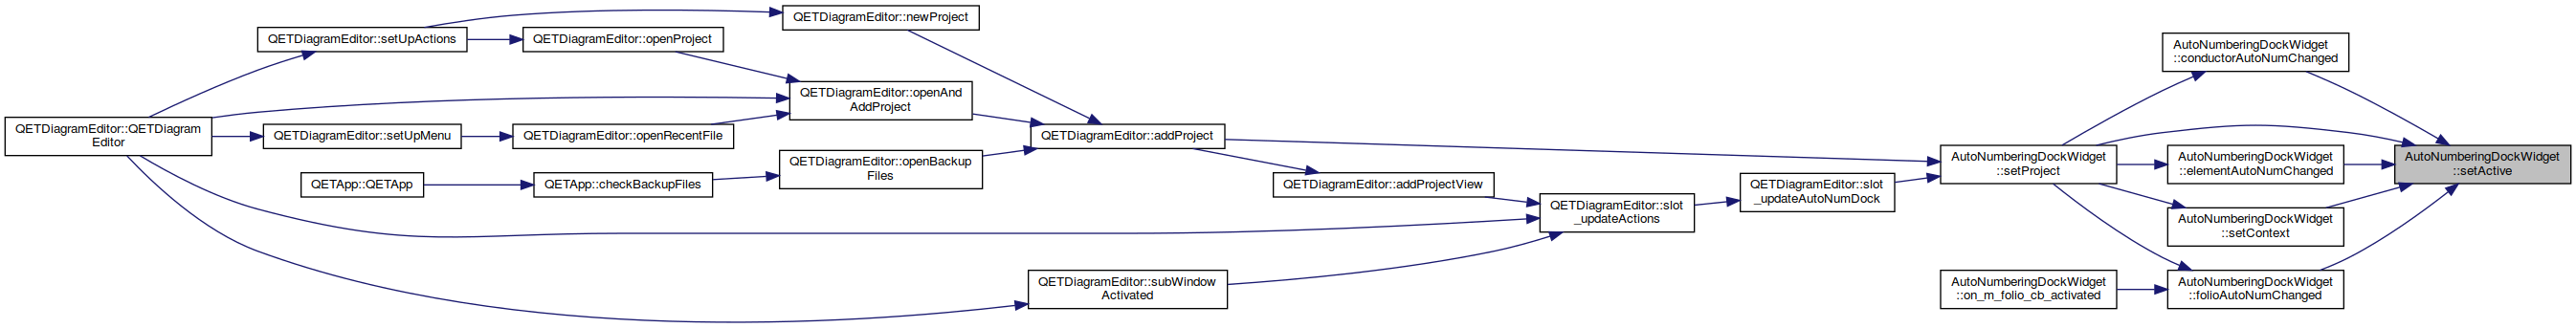 QETDiagramEditor::QETDiagram
Editor
QETDiagramEditor::setUpActions
QETDiagramEditor::setUpMenu
QETApp::QETApp
QETDiagramEditor::openProject
QETDiagramEditor::openRecentFile
QETApp::checkBackupFiles
QETDiagramEditor::newProject
QETDiagramEditor::openAnd
AddProject
QETDiagramEditor::openBackup
Files
QETDiagramEditor::addProject
QETDiagramEditor::subWindow
Activated
QETDiagramEditor::addProjectView
QETDiagramEditor::slot
_updateActions
QETDiagramEditor::slot
_updateAutoNumDock
AutoNumberingDockWidget
::setProject
AutoNumberingDockWidget
::on_m_folio_cb_activated
AutoNumberingDockWidget
::conductorAutoNumChanged
AutoNumberingDockWidget
::elementAutoNumChanged
AutoNumberingDockWidget
::setContext
AutoNumberingDockWidget
::folioAutoNumChanged
AutoNumberingDockWidget
::setActive